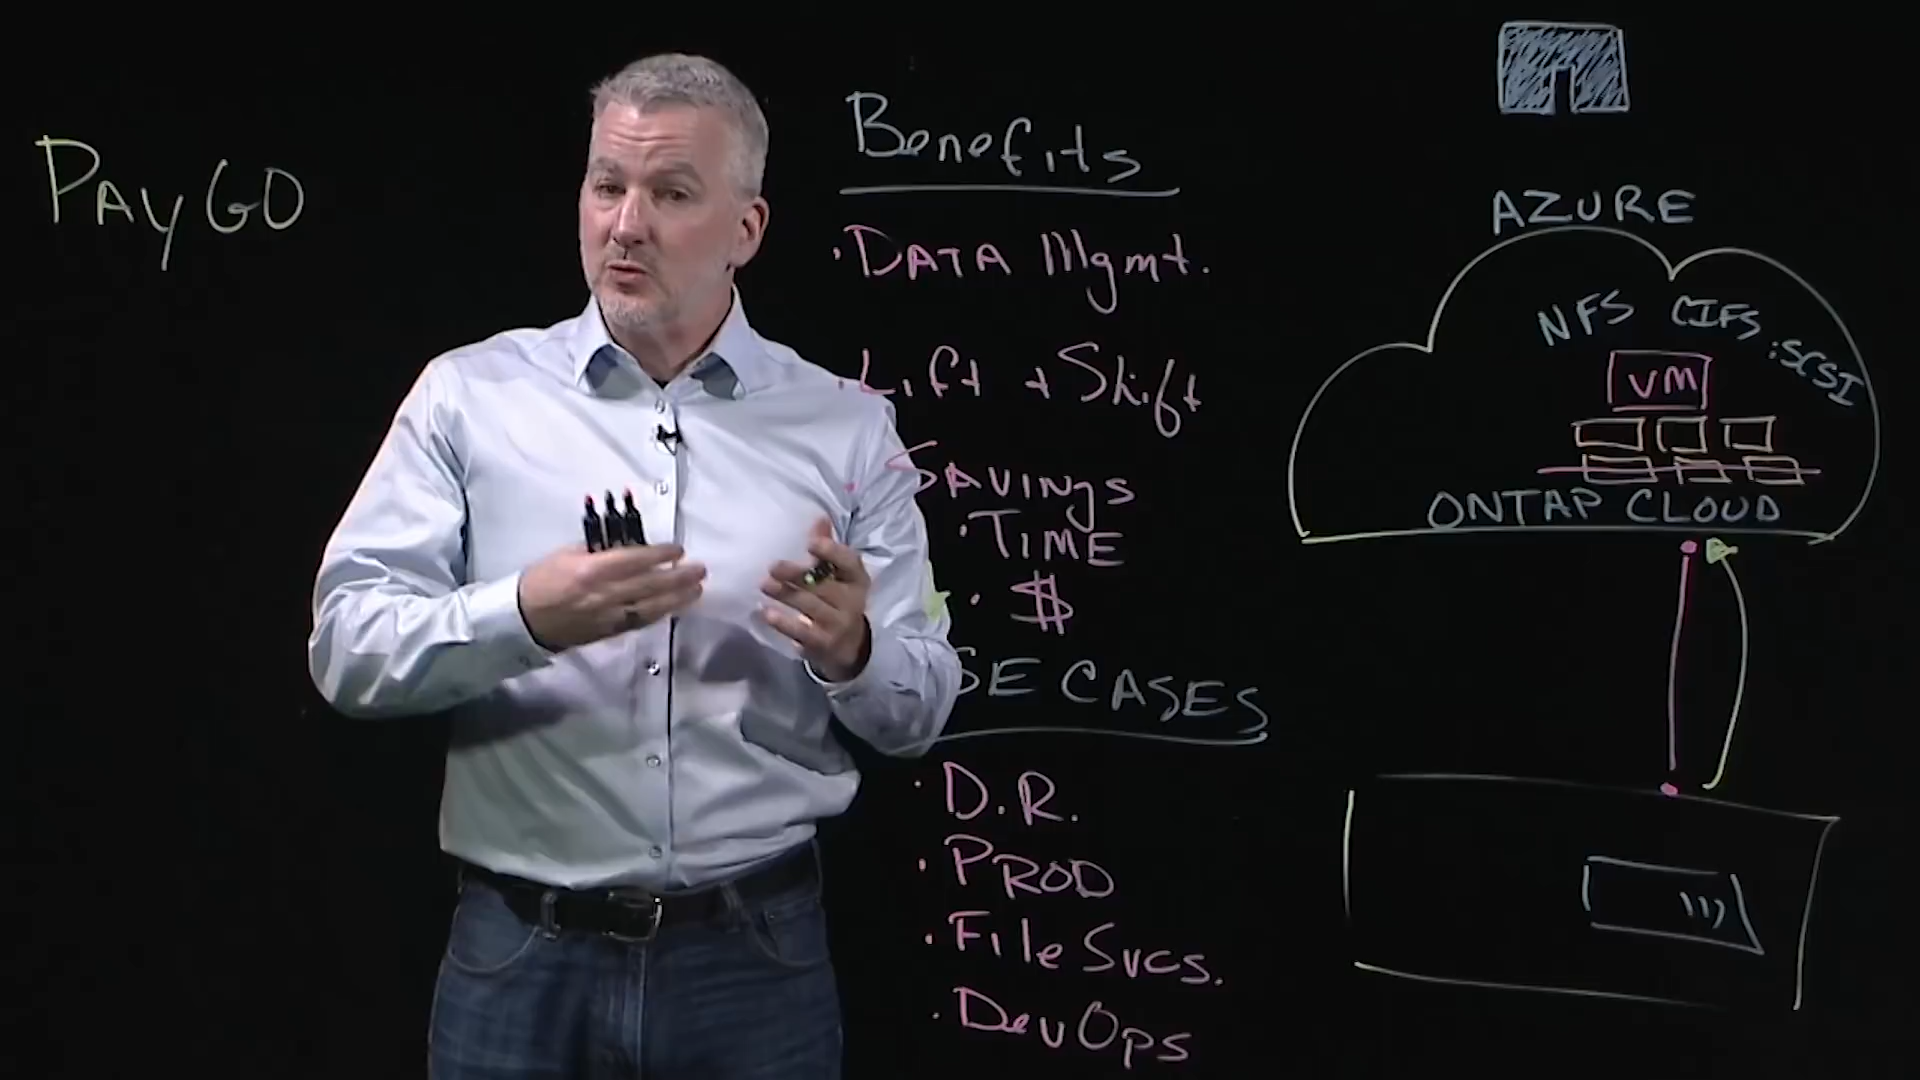 PAYGO
Benefits
· DATA Mgmt.
· Lift + Shift
· SAVINGS
· TIME
· $
SE CASES
· D.R.
· PROD
· File Svcs.
· DevOps
AZURE
NFS CIFS iSCSI
VM
ONTAP CLOUD